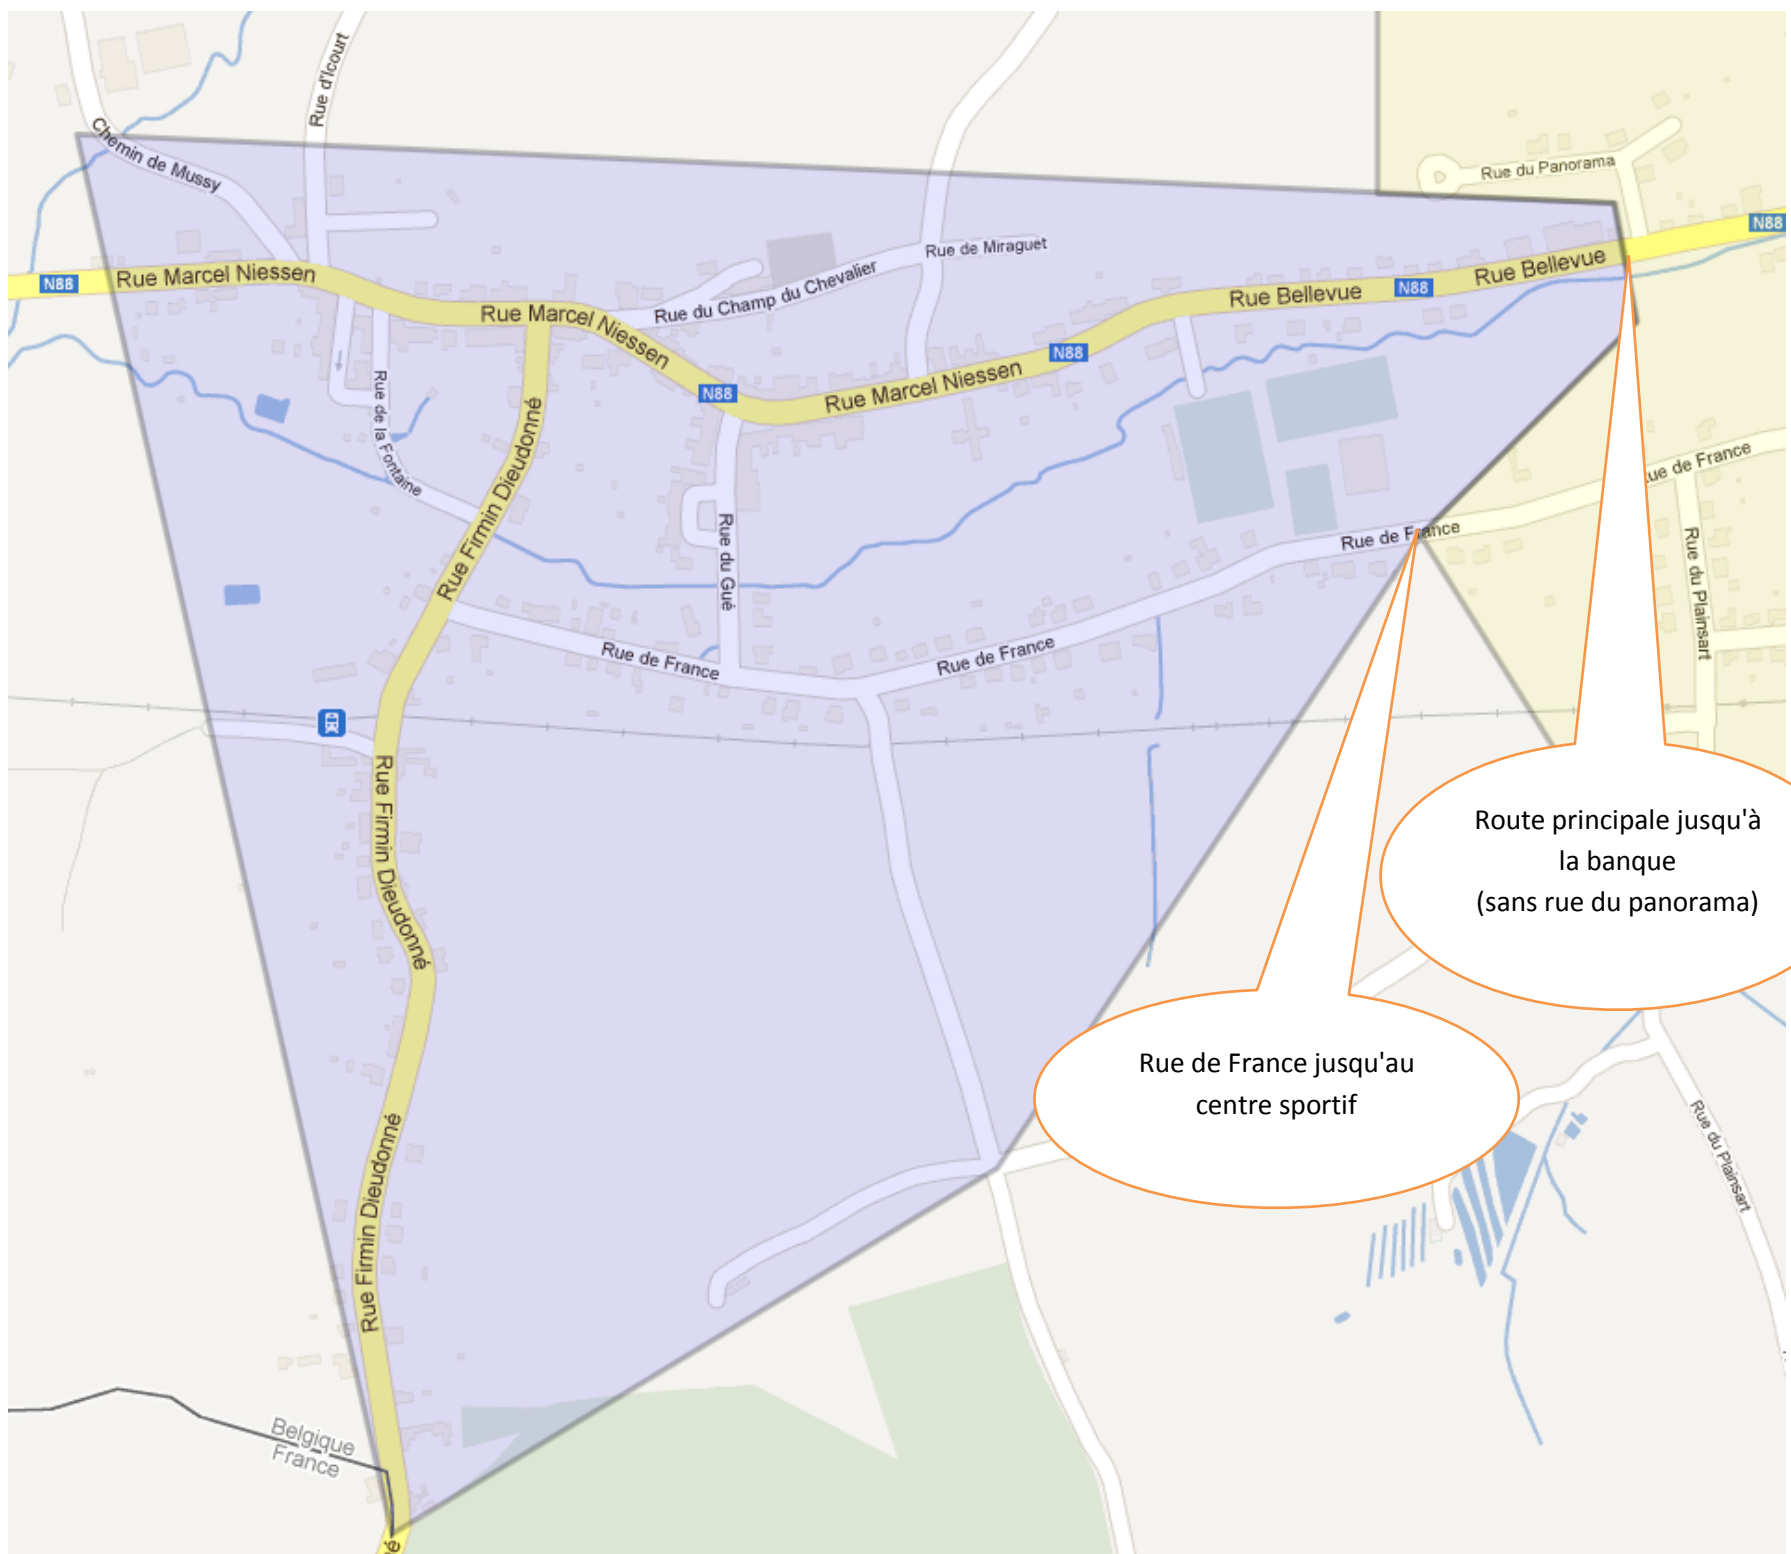 Rue d'Icourt
Chemin de Mussy
Rue du Panorama
N88
Rue de Miraguet
Rue Marcel Niessen
N88
Rue du Champ du Chevalier
Rue Bellevue
N88
Rue Bellevue
Rue Marcel Niessen
N88
N88
Rue Marcel Niessen
Rue de la Fontaine
Rue Firmin Dieudonné
Rue de France
Rue de France
Rue du Gué
Rue du Plainsart
Rue de France
Rue de France
Rue Firmin Dieudonné
Route principale jusqu'à
la banque
(sans rue du panorama)
Rue de France jusqu'au
centre sportif
Rue du Plainsart
Rue Firmin Dieudonné
Belgique
France